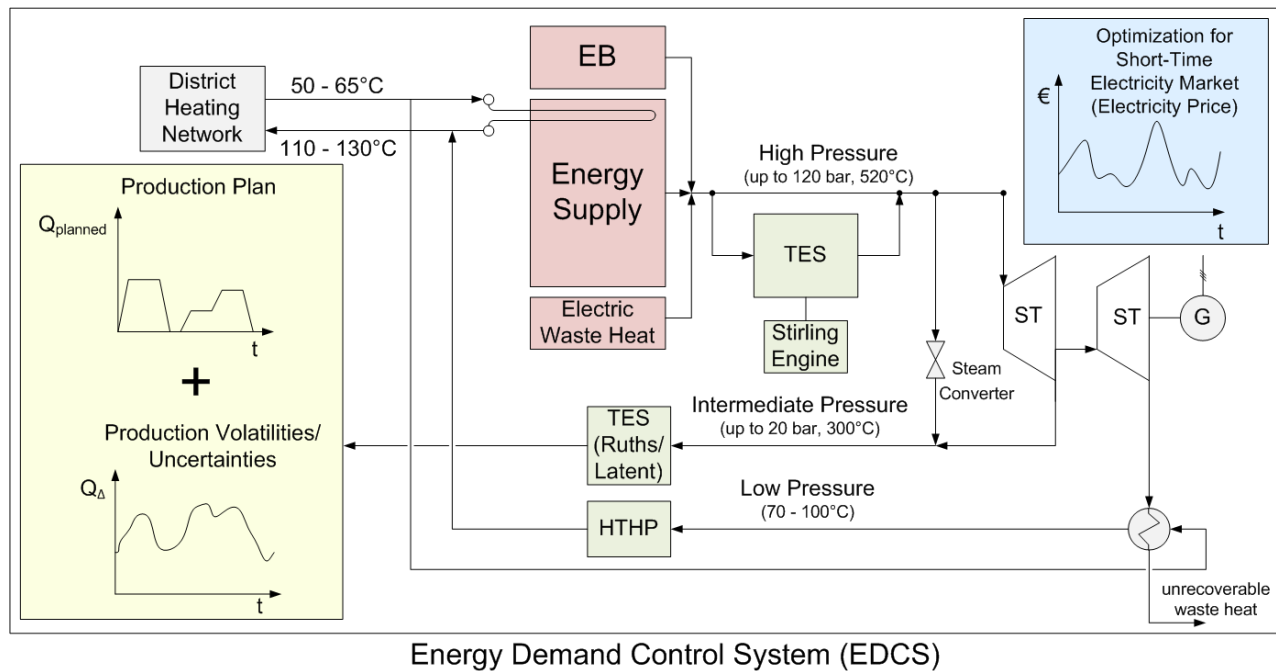 EB
Optimization for
Short-Time
Electricity Market
(Electricity Price)
€
t
District
Heating
Network
50 - 65°C
110 - 130°C
Energy
Supply
High Pressure
(up to 120 bar, 520°C)
Production Plan
Qplanned
t
+
Production Volatilities/
Uncertainties
QΔ
t
TES
Electric
Waste Heat
Stirling
Engine
ST
ST
G
Steam
Converter
Intermediate Pressure
(up to 20 bar, 300°C)
TES
(Ruths/
Latent)
Low Pressure
(70 - 100°C)
HTHP
unrecoverable
waste heat
Energy Demand Control System (EDCS)